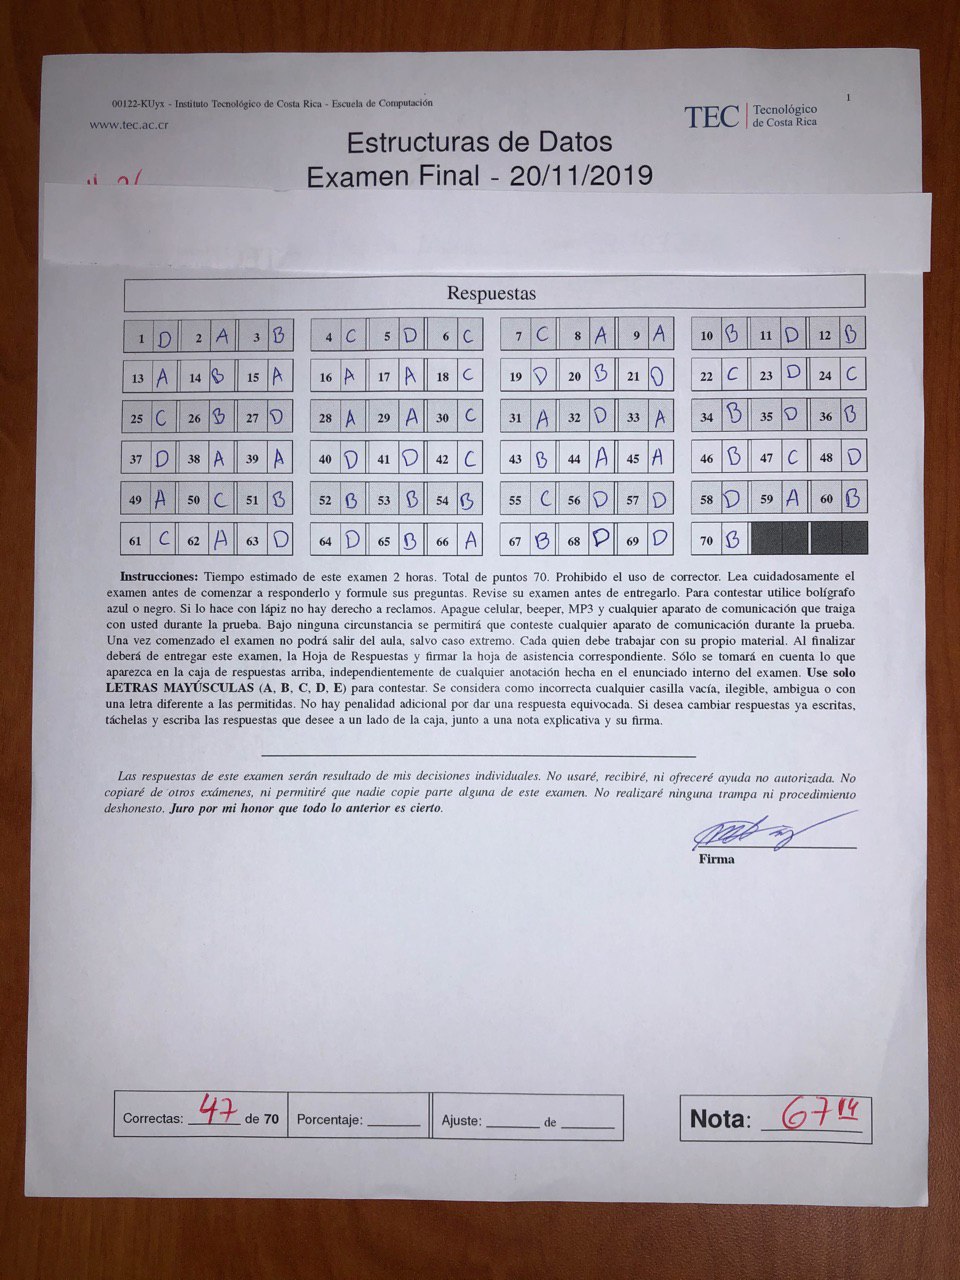 00122-KUyx - Instituto Tecnológico de Costa Rica - Escuela de Computación
1
www.tec.ac.cr
TEC | Tecnológico
de Costa Rica
Estructuras de Datos
Examen Final - 20/11/2019
Respuestas
1 D 2 A 3 B 4 C 5 D 6 C 7 C 8 A 9 A 10 B 11 D 12 B
13 A 14 B 15 A 16 A 17 A 18 C 19 D 20 B 21 D 22 C 23 D 24 C
25 C 26 B 27 D 28 A 29 A 30 C 31 A 32 D 33 A 34 B 35 D 36 B
37 D 38 A 39 A 40 D 41 D 42 C 43 B 44 A 45 A 46 B 47 C 48 D
49 A 50 C 51 B 52 B 53 B 54 B 55 C 56 D 57 D 58 D 59 A 60 B
61 C 62 A 63 D 64 D 65 B 66 A 67 B 68 D 69 D 70 B
Instrucciones: Tiempo estimado de este examen 2 horas. Total de puntos 70. Prohibido el uso de corrector. Lea cuidadosamente el
examen antes de comenzar a responderlo y formule sus preguntas. Revise su examen antes de entregarlo. Para contestar utilice bolígrafo
azul o negro. Si lo hace con lápiz no hay derecho a reclamos. Apague celular, beeper, MP3 y cualquier aparato de comunicación que traiga
con usted durante la prueba. Bajo ninguna circunstancia se permitirá que conteste cualquier aparato de comunicación durante la prueba.
Una vez comenzado el examen no podrá salir del aula, salvo caso extremo. Cada quien debe trabajar con su propio material. Al finalizar
deberá de entregar este examen, la Hoja de Respuestas y firmar la hoja de asistencia correspondiente. Sólo se tomará en cuenta lo que
aparezca en la caja de respuestas arriba, independientemente de cualquier anotación hecha en el enunciado interno del examen. Use solo
LETRAS MAYÚSCULAS (A, B, C, D, E) para contestar. Se considera como incorrecta cualquier casilla vacía, ilegible, ambigua o con
una letra diferente a las permitidas. No hay penalidad adicional por dar una respuesta equivocada. Si desea cambiar respuestas ya escritas,
táchelas y escriba las respuestas que desee a un lado de la caja, junto a una nota explicativa y su firma.
Las respuestas de este examen serán resultado de mis decisiones individuales. No usaré, recibiré, ni ofreceré ayuda no autorizada. No
copiaré de otros exámenes, ni permitiré que nadie copie parte alguna de este examen. No realizaré ninguna trampa ni procedimiento
deshonesto. Juro por mi honor que todo lo anterior es cierto.
Firma
Correctas: 47 de 70 Porcentaje: Ajuste: de Nota: 67 14